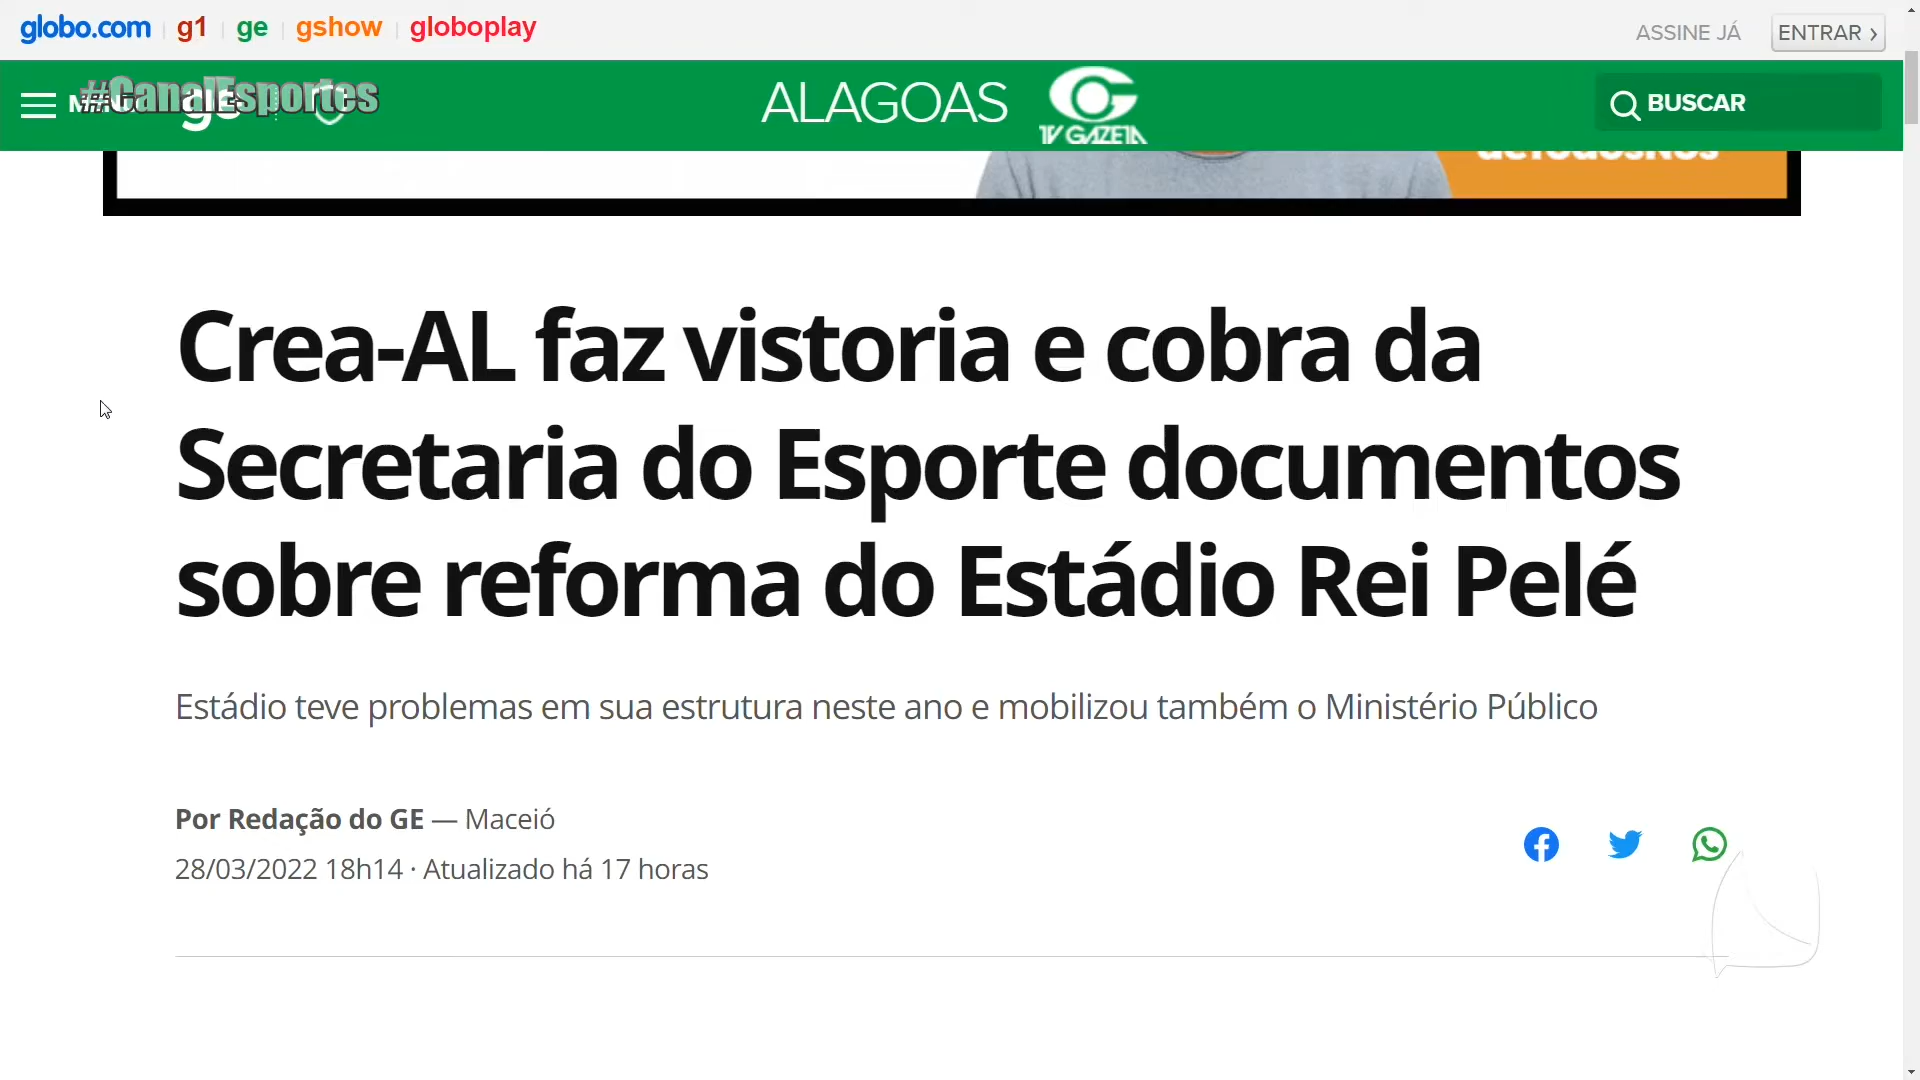 globo.com g1 ge gshow globoplay
ASSINE JÁ ENTRAR
#CanalEsportes
ge
ALAGOAS TV GAZETA
BUSCAR
Crea-AL faz vistoria e cobra da
Secretaria do Esporte documentos
sobre reforma do Estádio Rei Pelé
Estádio teve problemas em sua estrutura neste ano e mobilizou também o Ministério Público
Por Redação do GE — Maceió
28/03/2022 18h14 · Atualizado há 17 horas